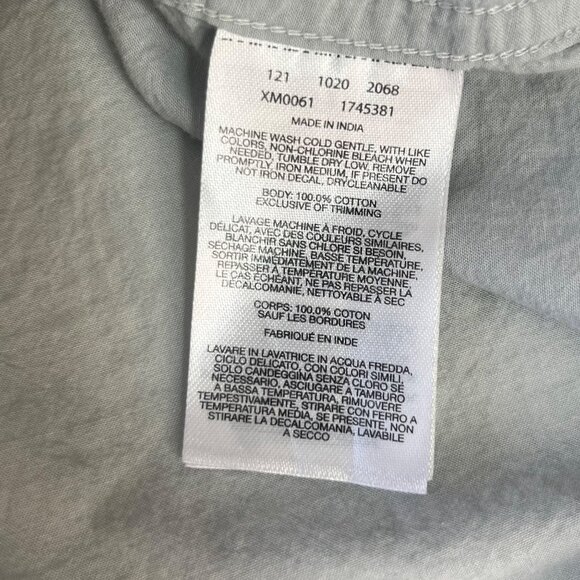 121 1020 2068
XM0061 1745381
MADE IN INDIA
MACHINE WASH COLD GENTLE, WITH LIKE
COLORS, NON-CHLORINE BLEACH WHEN
NEEDED, TUMBLE DRY LOW, REMOVE
PROMPTLY, IRON MEDIUM, IF PRESENT DO
NOT IRON DECAL, DRYCLEANABLE
BODY: 100.0% COTTON
EXCLUSIVE OF TRIMMING
LAVAGE MACHINE À FROID, CYCLE
DÉLICAT, AVEC DES COULEURS SIMILAIRES,
BLANCHIR SANS CHLORE SI BESOIN,
SÉCHAGE MACHINE, BASSE TEMPÉRATURE,
SORTIR IMMÉDIATEMENT DE LA MACHINE,
REPASSER À TEMPÉRATURE MOYENNE,
LE CAS ÉCHÉANT, NE PAS REPASSER LA
DÉCALCOMANIE, NETTOYABLE À SEC
CORPS: 100.0% COTON
SAUF LES BORDURES
FABRIQUÉ EN INDE
LAVARE IN LAVATRICE IN ACQUA FREDDA,
CICLO DELICATO, CON COLORI SIMILI,
SOLO CANDEGGINA SENZA CLORO SE
NECESSARIO, ASCIUGARE A TAMBURO
A BASSA TEMPERATURA, RIMUOVERE
TEMPESTIVAMENTE, STIRARE CON FERRO A
TEMPERATURA MEDIA, SE PRESENTE, NON
STIRARE LA DECALCOMANIA, LAVABILE
À SECCO